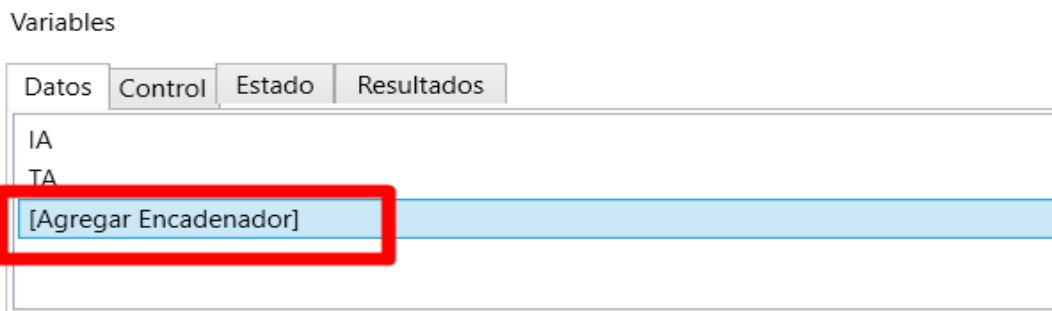 Variables
Datos Control Estado Resultados
IA
TA
[Agregar Encadenador]